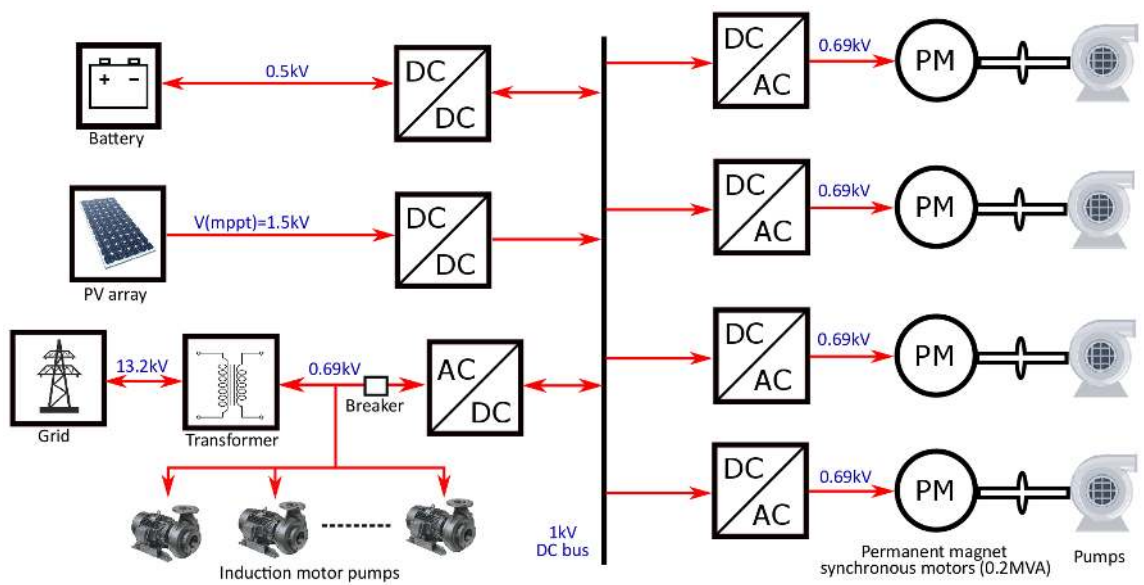 Battery
0.5kV
DC
DC
PV array
V(mppt)=1.5kV
DC
DC
Grid
13.2kV
Transformer
0.69kV
Breaker
AC
DC
Induction motor pumps
1kV
DC bus
DC
AC
0.69kV
PM
DC
AC
0.69kV
PM
DC
AC
0.69kV
PM
DC
AC
0.69kV
PM
Permanent magnet
synchronous motors (0.2MVA)
Pumps